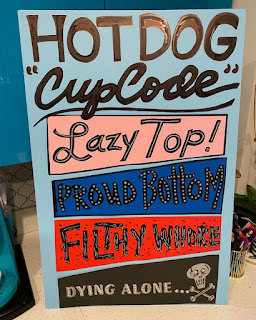 HOT DOG
"CupCode"
Lazy Top!
PROUD BOTTOM
FILTHY WHORE
DYING ALONE...